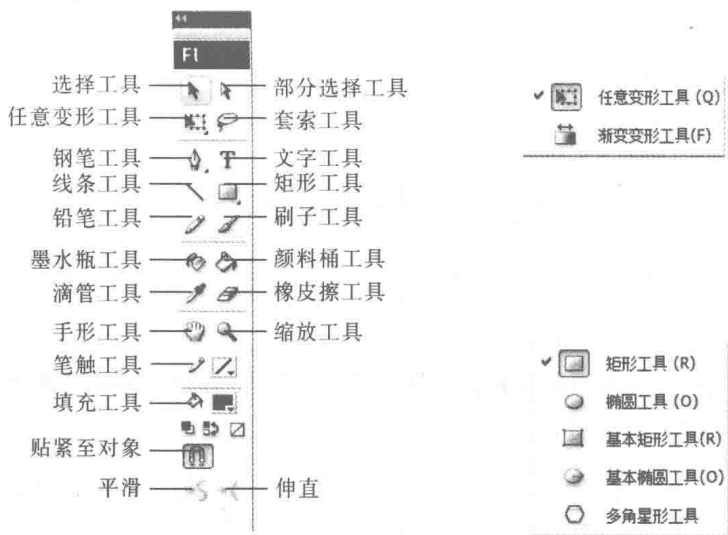 Fl
选择工具 部分选择工具
任意变形工具 套索工具
钢笔工具 文字工具
线条工具 矩形工具
铅笔工具 刷子工具
墨水瓶工具 颜料桶工具
滴管工具 橡皮擦工具
手形工具 缩放工具
笔触工具
填充工具
贴紧至对象
平滑 伸直
任意变形工具 (Q)
渐变变形工具(F)
矩形工具 (R)
椭圆工具 (O)
基本矩形工具(R)
基本椭圆工具(O)
多角星形工具